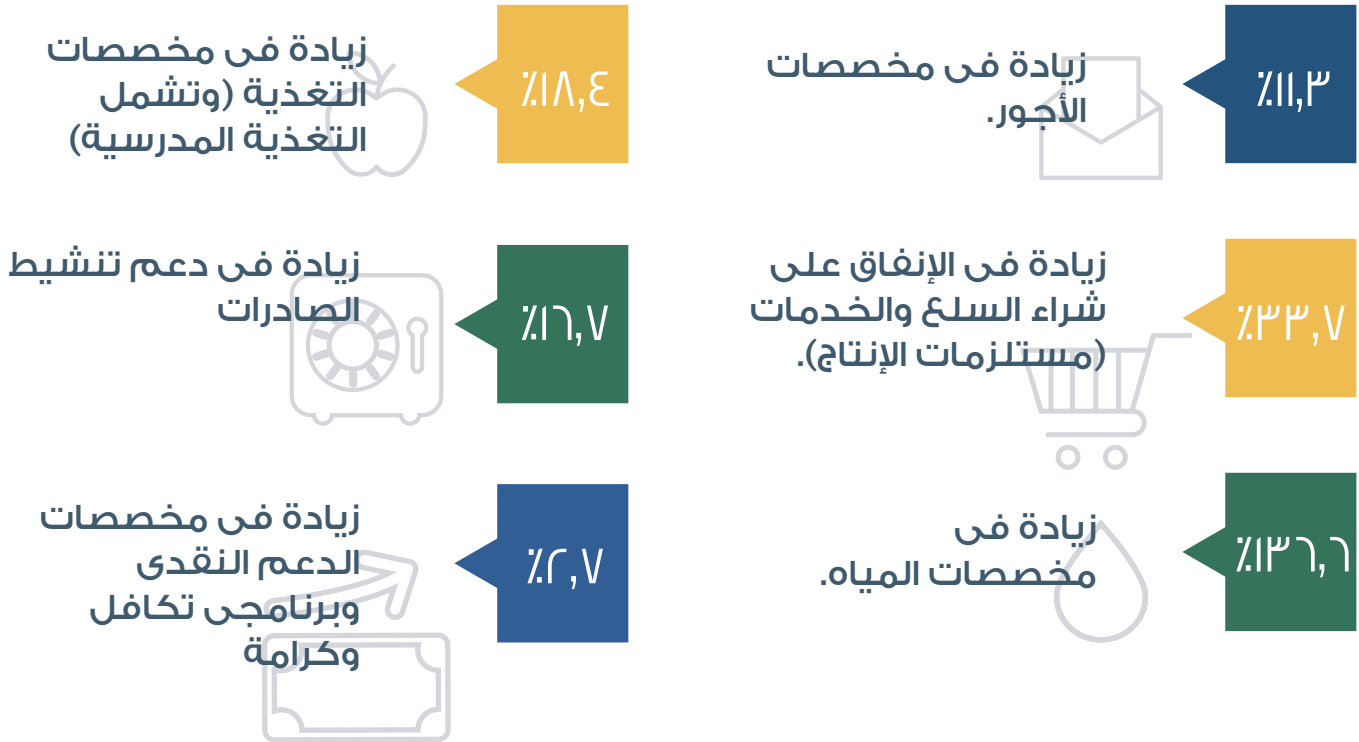 ٪١١,٣
زيادة فى مخصصات
الأجور.
٪١٨,٤
زيادة فى مخصصات
التغذية (وتشمل
التغذية المدرسية)
٪٣٣,٧
زيادة فى الإنفاق على
شراء السلع والخدمات
(مستلزمات الإنتاج).
٪١٦,٧
زيادة فى دعم تنشيط
الصادرات
٪١٣٦,٦
زيادة فى
مخصصات المياه.
٪٢,٧
زيادة فى مخصصات
الدعم النقدى
وبرنامجى تكافل
وكرامة